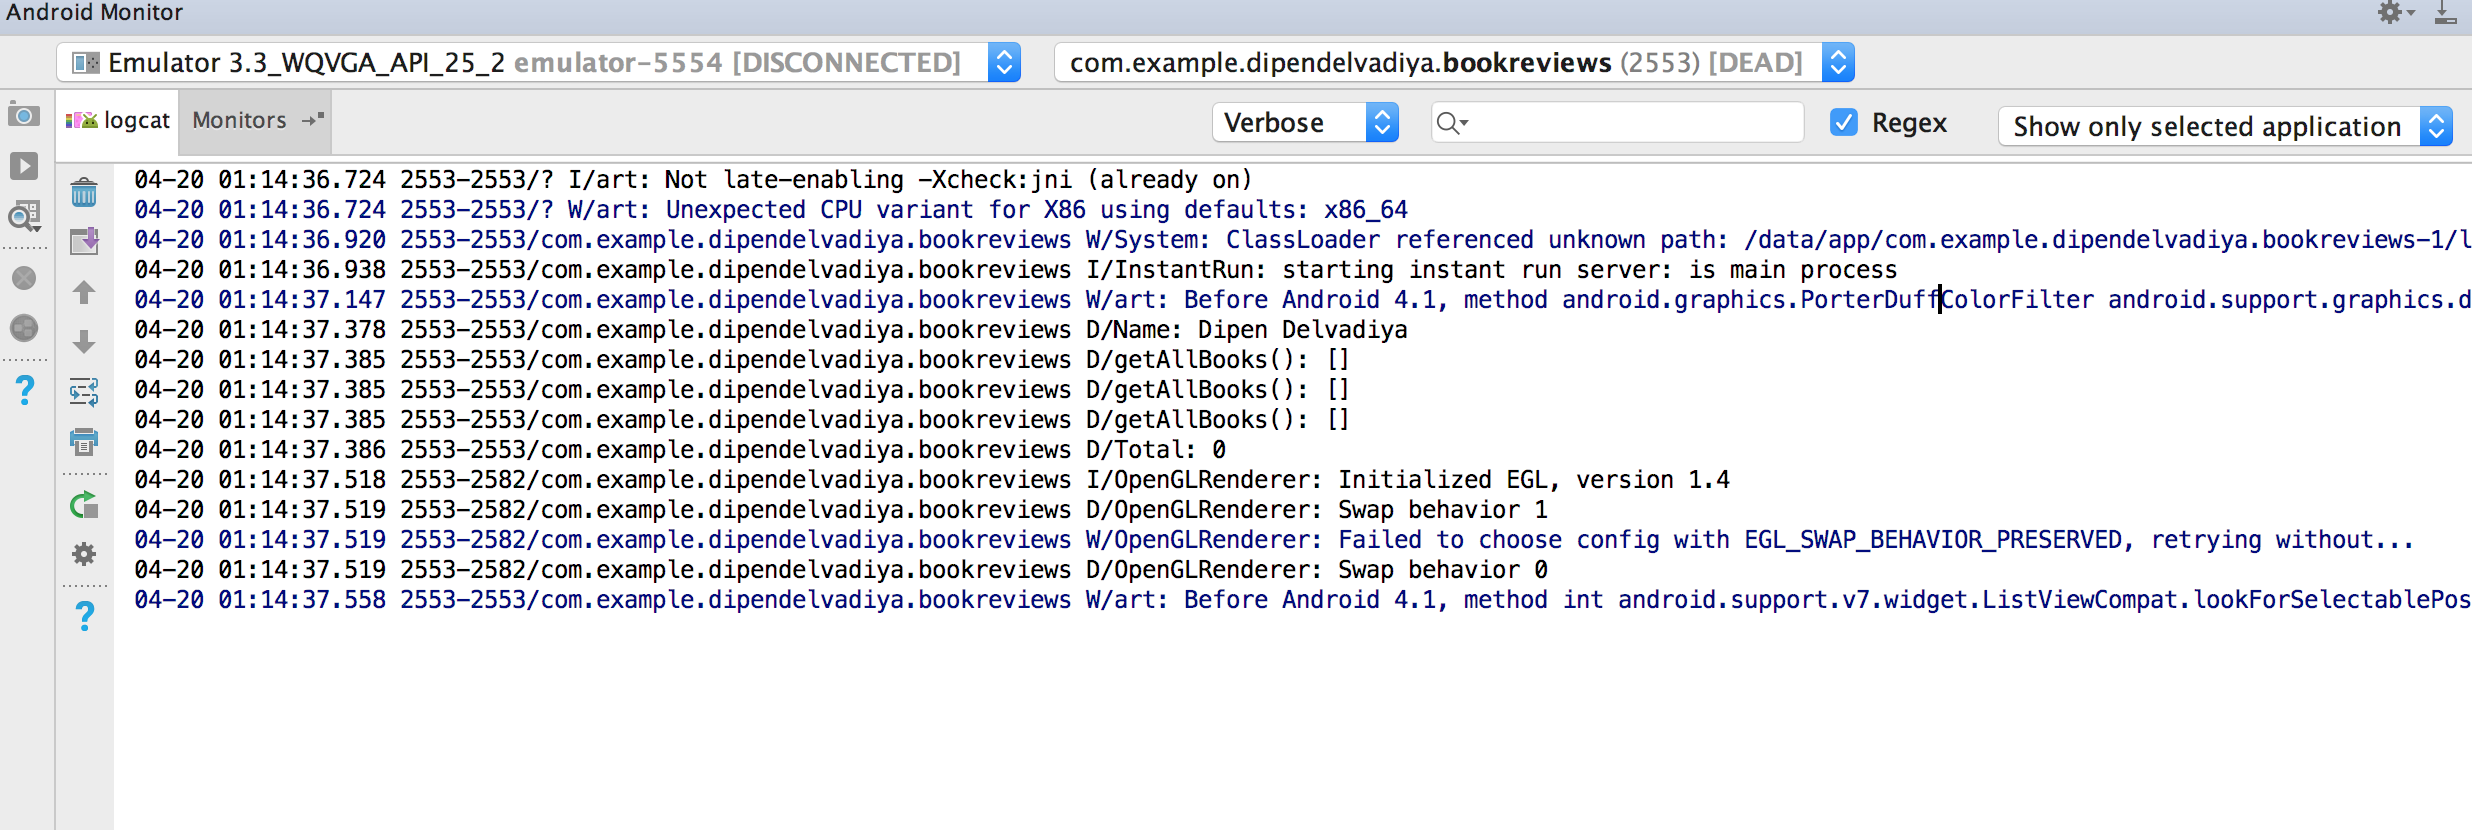 Android Monitor
Emulator 3.3_WQVGA_API_25_2 emulator-5554 [DISCONNECTED] com.example.dipendelvadiya.bookreviews (2553) [DEAD]
logcat Monitors Verbose Regex Show only selected application
04-20 01:14:36.724 2553-2553/? I/art: Not late-enabling -Xcheck:jni (already on)
04-20 01:14:36.724 2553-2553/? W/art: Unexpected CPU variant for X86 using defaults: x86_64
04-20 01:14:36.920 2553-2553/com.example.dipendelvadiya.bookreviews W/System: ClassLoader referenced unknown path: /data/app/com.example.dipendelvadiya.bookreviews-1/l
04-20 01:14:36.938 2553-2553/com.example.dipendelvadiya.bookreviews I/InstantRun: starting instant run server: is main process
04-20 01:14:37.147 2553-2553/com.example.dipendelvadiya.bookreviews W/art: Before Android 4.1, method android.graphics.PorterDuffColorFilter android.support.graphics.d
04-20 01:14:37.378 2553-2553/com.example.dipendelvadiya.bookreviews D/Name: Dipen Delvadiya
04-20 01:14:37.385 2553-2553/com.example.dipendelvadiya.bookreviews D/getAllBooks(): []
04-20 01:14:37.385 2553-2553/com.example.dipendelvadiya.bookreviews D/getAllBooks(): []
04-20 01:14:37.385 2553-2553/com.example.dipendelvadiya.bookreviews D/getAllBooks(): []
04-20 01:14:37.386 2553-2553/com.example.dipendelvadiya.bookreviews D/Total: 0
04-20 01:14:37.518 2553-2582/com.example.dipendelvadiya.bookreviews I/OpenGLRenderer: Initialized EGL, version 1.4
04-20 01:14:37.519 2553-2582/com.example.dipendelvadiya.bookreviews D/OpenGLRenderer: Swap behavior 1
04-20 01:14:37.519 2553-2582/com.example.dipendelvadiya.bookreviews W/OpenGLRenderer: Failed to choose config with EGL_SWAP_BEHAVIOR_PRESERVED, retrying without...
04-20 01:14:37.519 2553-2582/com.example.dipendelvadiya.bookreviews D/OpenGLRenderer: Swap behavior 0
04-20 01:14:37.558 2553-2553/com.example.dipendelvadiya.bookreviews W/art: Before Android 4.1, method int android.support.v7.widget.ListViewCompat.lookForSelectablePos